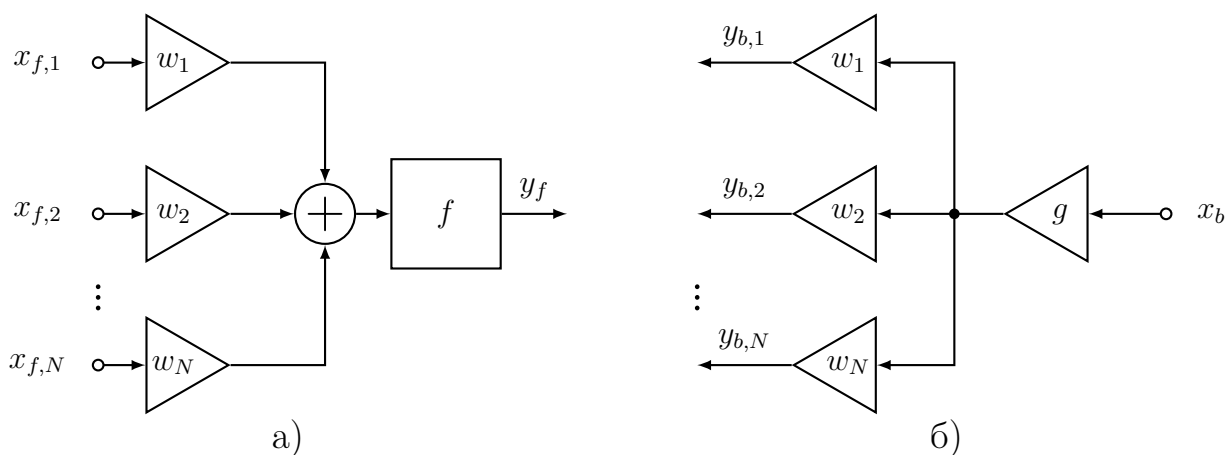 x_{f,1}
w_1
x_{f,2}
w_2
+
f
y_f
⋮
x_{f,N}
w_N
а)
y_{b,1}
w_1
y_{b,2}
w_2
g
x_b
⋮
y_{b,N}
w_N
б)